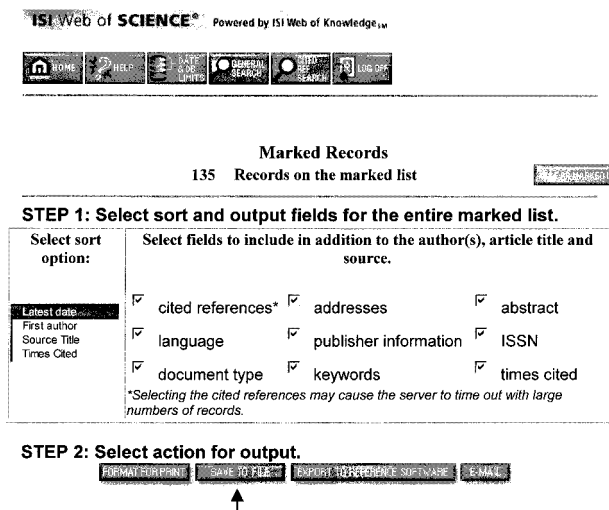 ISI Web of SCIENCE® Powered by ISI Web of Knowledge SM
HOME HELP DATE & DB LIMITS GENERAL SEARCH CITED REF SEARCH LOG OFF
Marked Records
135 Records on the marked list
STEP 1: Select sort and output fields for the entire marked list.
Select sort option:
Select fields to include in addition to the author(s), article title and source.
Latest date
First author
Source Title
Times Cited
cited references* addresses abstract
language publisher information ISSN
document type keywords times cited
*Selecting the cited references may cause the server to time out with large
numbers of records.
STEP 2: Select action for output.
FORMAT FOR PRINT SAVE TO FILE EXPORT TO REFERENCE SOFTWARE E-MAIL